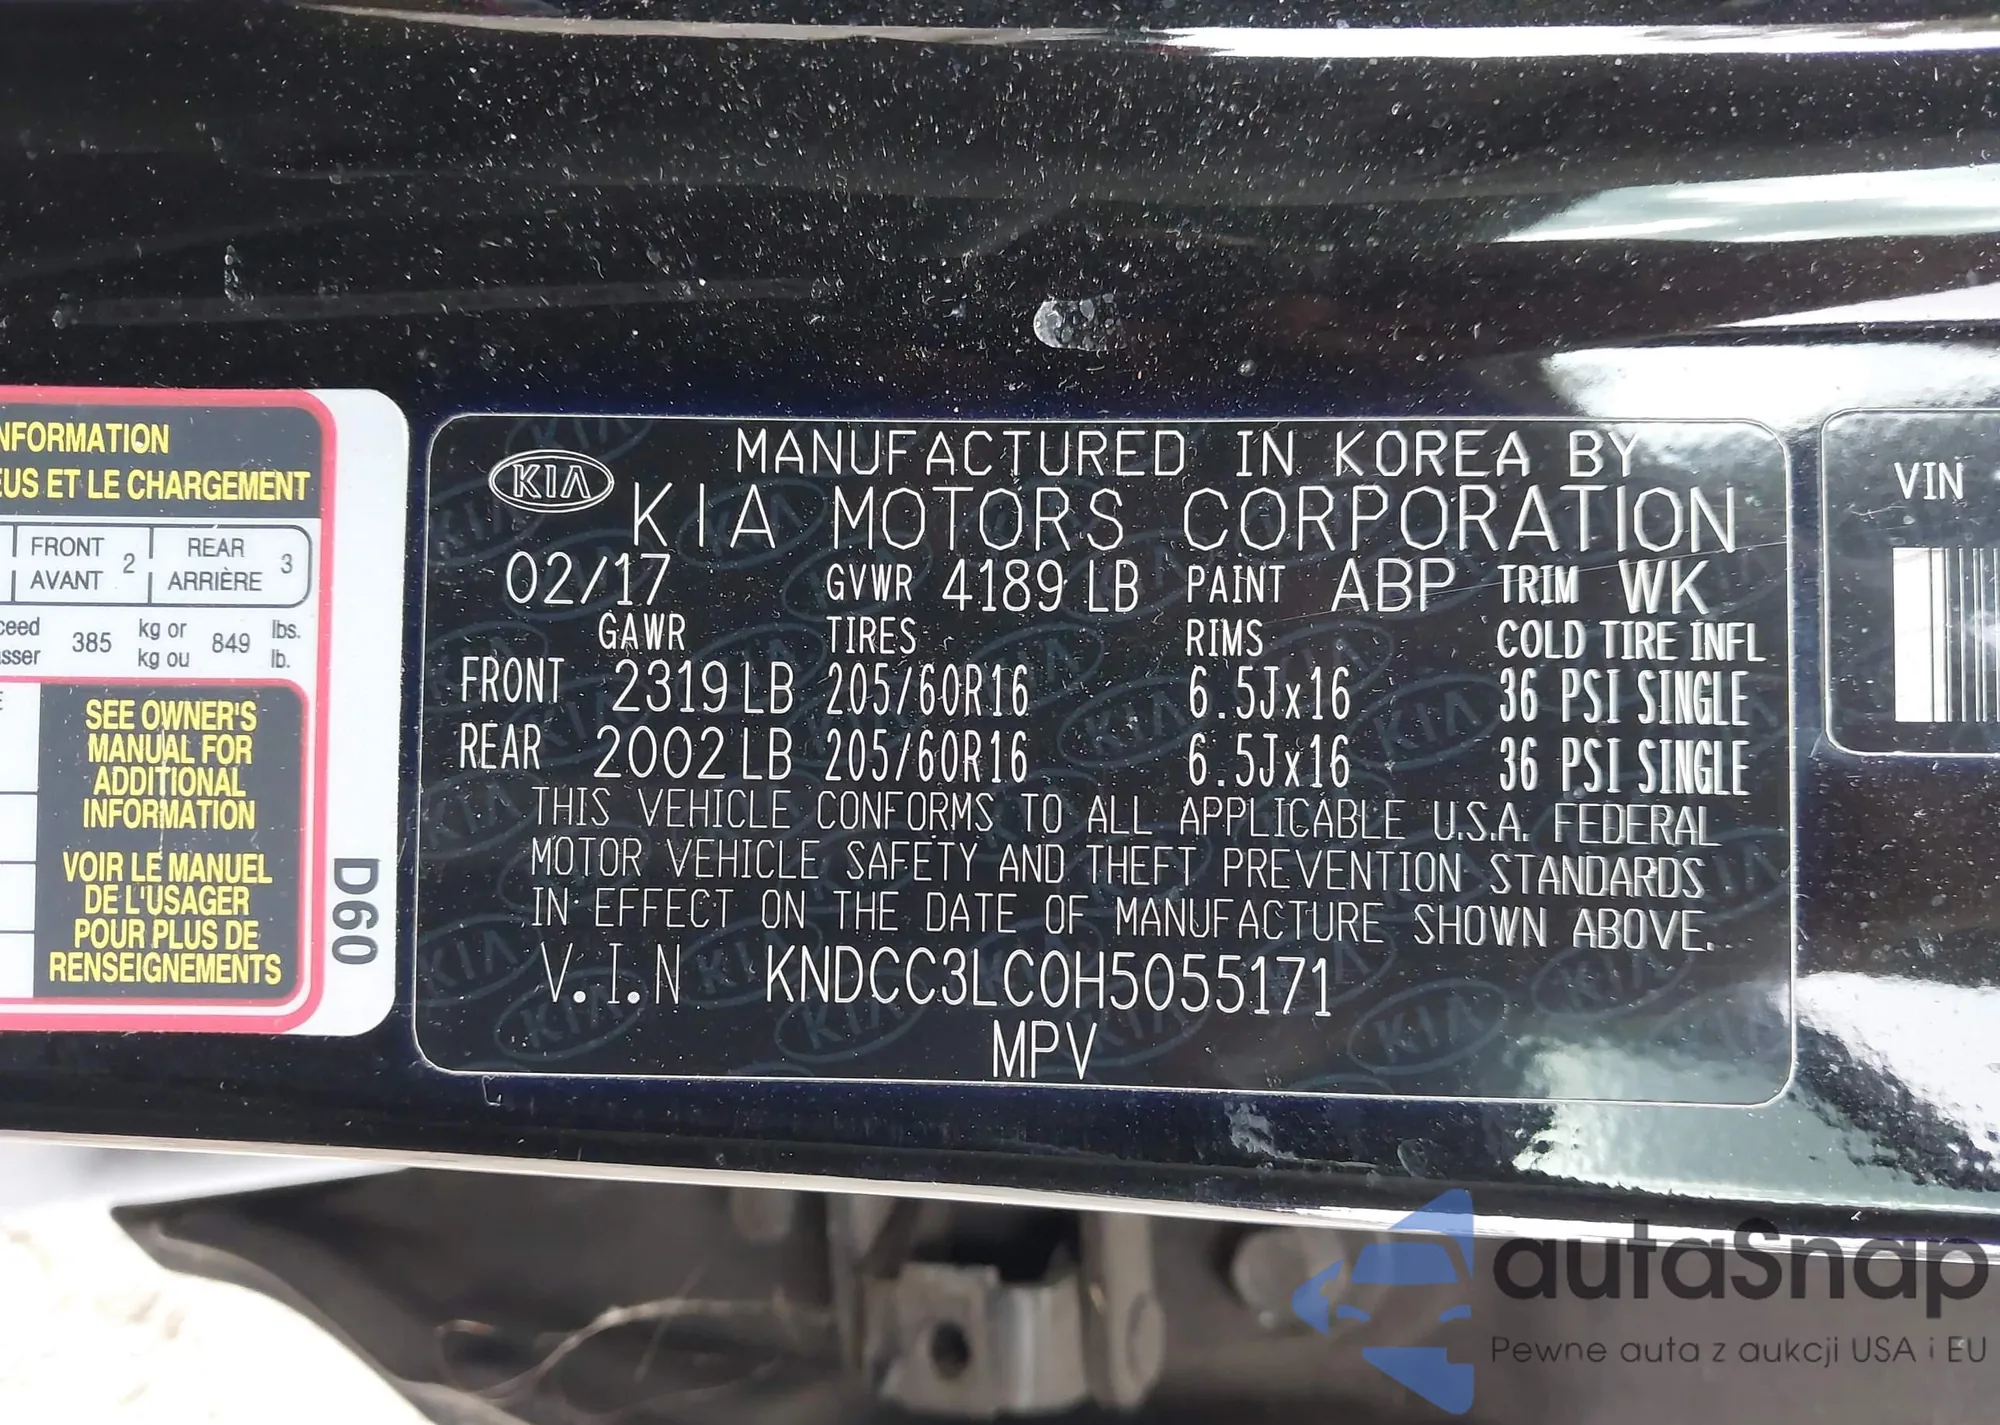 NFORMATION
EUS ET LE CHARGEMENT
FRONT 2 REAR 3
AVANT ARRIÈRE
385 kg or 849 lbs.
kg ou lb.
SEE OWNER'S
MANUAL FOR
ADDITIONAL
INFORMATION
VOIR LE MANUEL
DE L'USAGER
POUR PLUS DE
RENSEIGNEMENTS
D60
KIA MANUFACTURED IN KOREA BY
KIA MOTORS CORPORATION
02/17 GVWR 4189 LB PAINT ABP TRIM WK
GAWR TIRES RIMS COLD TIRE INFL
FRONT 2319 LB 205/60R16 6.5Jx16 36 PSI SINGLE
REAR 2002 LB 205/60R16 6.5Jx16 36 PSI SINGLE
THIS VEHICLE CONFORMS TO ALL APPLICABLE U.S.A. FEDERAL
MOTOR VEHICLE SAFETY AND THEFT PREVENTION STANDARDS
IN EFFECT ON THE DATE OF MANUFACTURE SHOWN ABOVE.
V.I.N KNDCC3LC0H5055171
MPV
VIN
autaSnap
Pewne auta z aukcji USA i EU